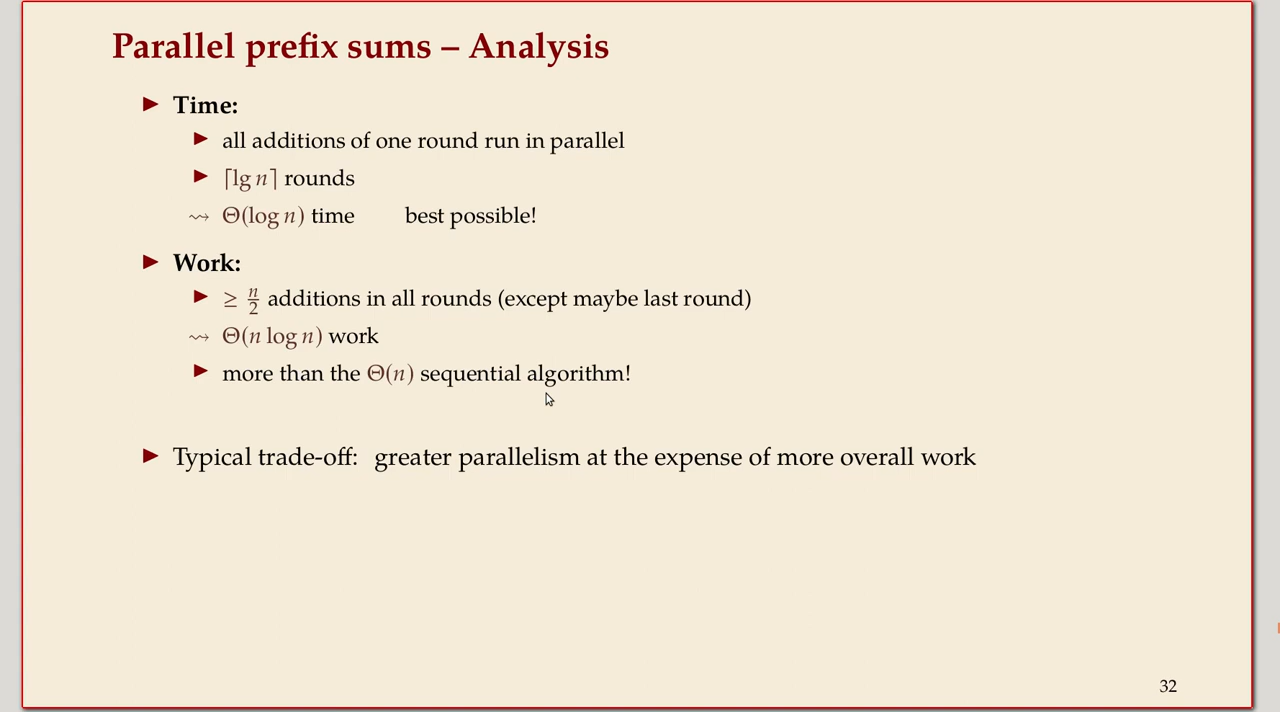 Parallel prefix sums – Analysis
▶ Time:
▶ all additions of one round run in parallel
▶ ⌈lg n⌉ rounds
⇝ Θ(log n) time best possible!
▶ Work:
▶ ≥ n/2 additions in all rounds (except maybe last round)
⇝ Θ(n log n) work
▶ more than the Θ(n) sequential algorithm!
▶ Typical trade-off: greater parallelism at the expense of more overall work
32